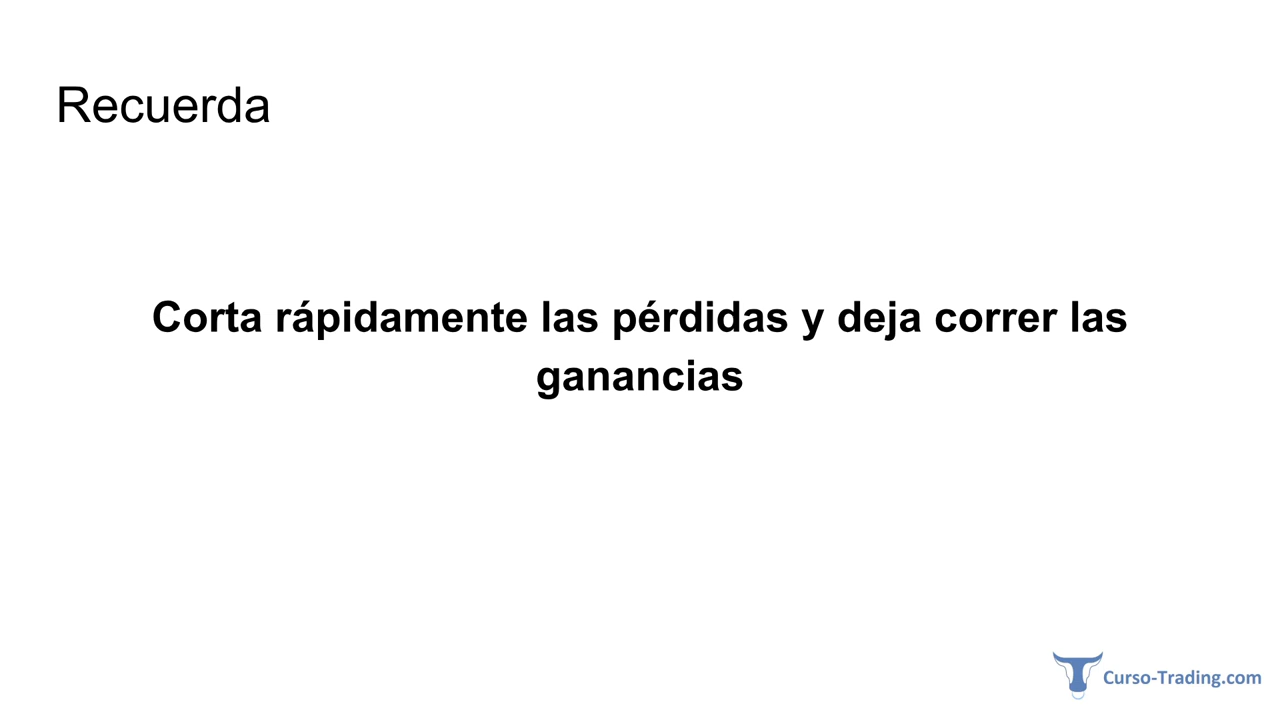 Recuerda
Corta rápidamente las pérdidas y deja correr las
ganancias
Curso-Trading.com